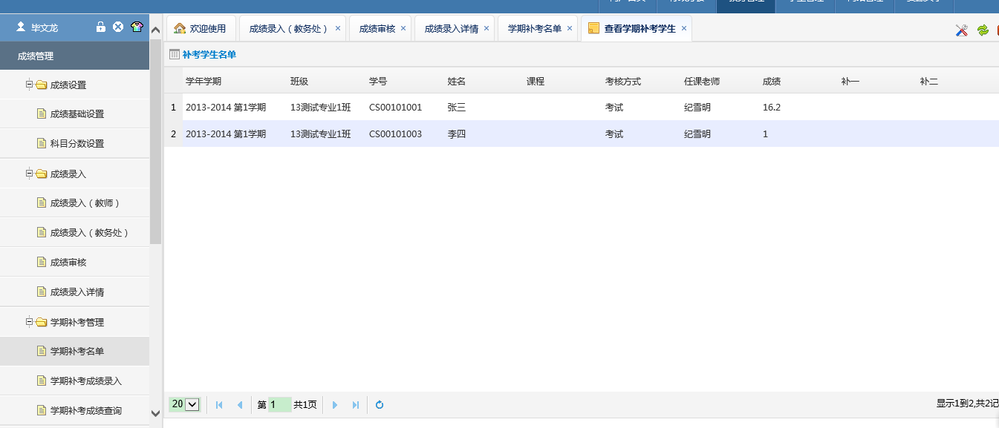 教务管理
毕文龙
欢迎使用 成绩录入（教务处） × 成绩审核 × 成绩录入详情 × 学期补考名单 × 查看学期补考学生 ×
成绩管理
补考学生名单
成绩设置
成绩基础设置
科目分数设置
成绩录入
成绩录入（教师）
成绩录入（教务处）
成绩审核
成绩录入详情
学期补考管理
学期补考名单
学期补考成绩录入
学期补考成绩查询
学年学期 班级 学号 姓名 课程 考核方式 任课老师 成绩 补一 补二
1 2013-2014 第1学期 13测试专业1班 CS00101001 张三 考试 纪雪明 16.2
2 2013-2014 第1学期 13测试专业1班 CS00101003 李四 考试 纪雪明 1
20 第 1 共1页 显示1到2,共2记